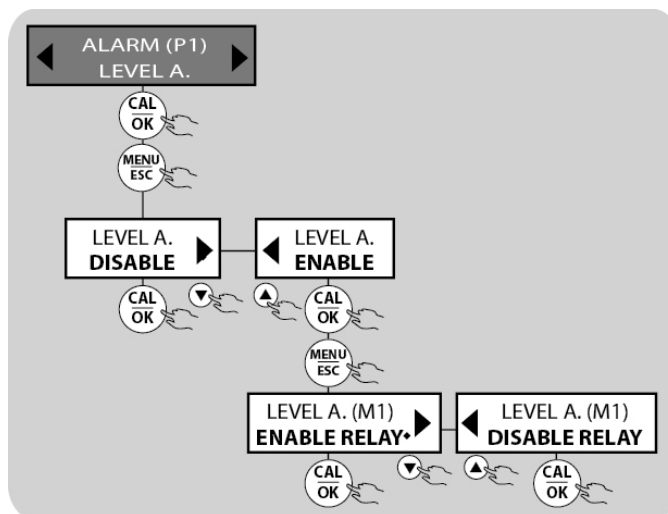 ALARM (P1)
LEVEL A.
CAL
OK
MENU
ESC
LEVEL A.
DISABLE
LEVEL A.
ENABLE
CAL
OK
CAL
OK
MENU
ESC
LEVEL A. (M1)
ENABLE RELAY
LEVEL A. (M1)
DISABLE RELAY
CAL
OK
CAL
OK